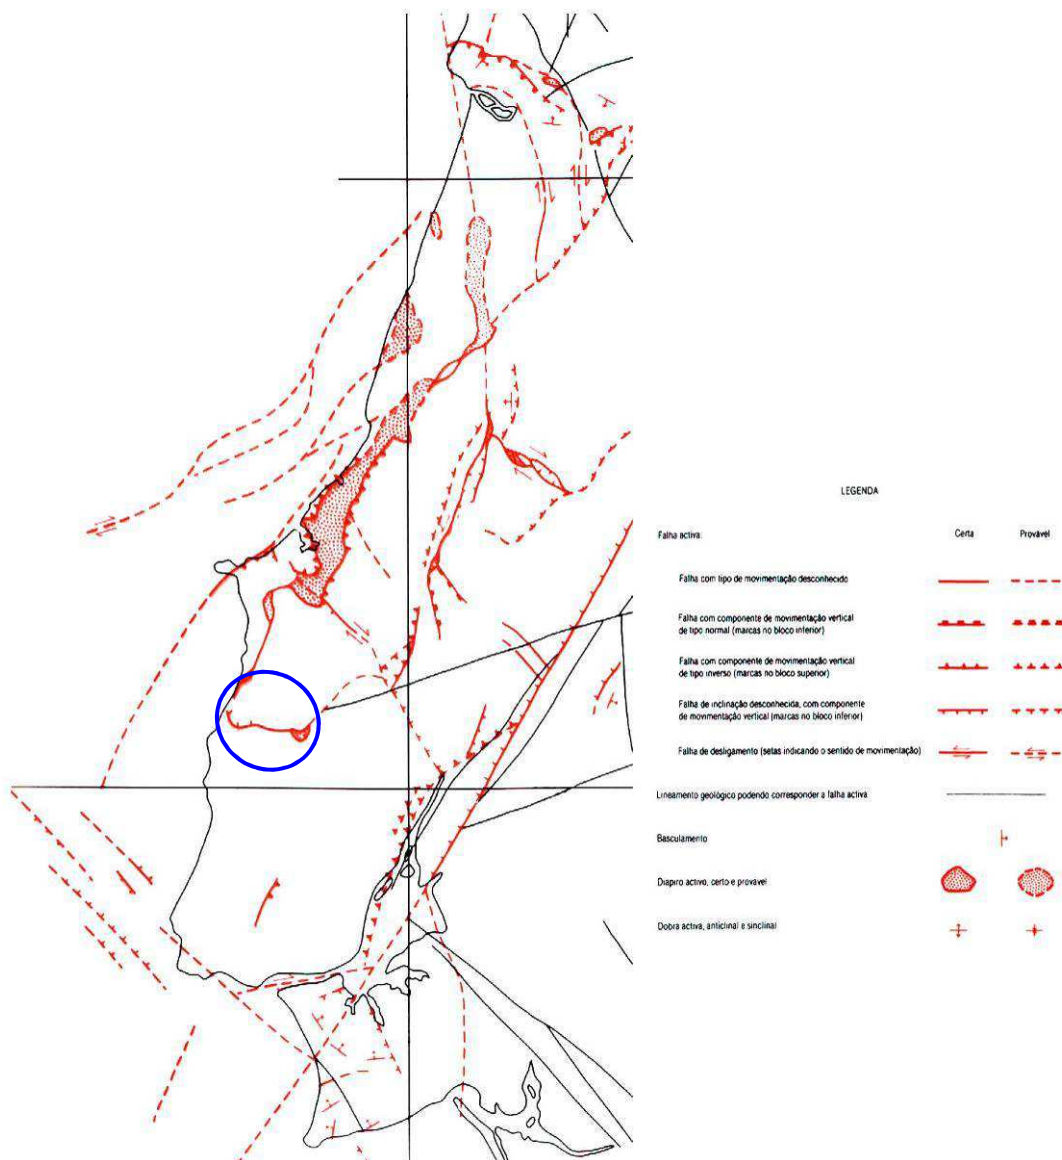 LEGENDA
Falha activa: Certa Provável
Falha com tipo de movimentação desconhecido
Falha com componente de movimentação vertical
de tipo normal (marcas no bloco inferior)
Falha com componente de movimentação vertical
de tipo inverso (marcas no bloco superior)
Falha de inclinação desconhecida, com componente
de movimentação vertical (marcas no bloco inferior)
Falha de desligamento (setas indicando o sentido de movimentação)
Lineamento geológico podendo corresponder a falha activa
Basculamento
Diapiro activo, certo e provável
Dobra activa, anticlinal e sinclinal